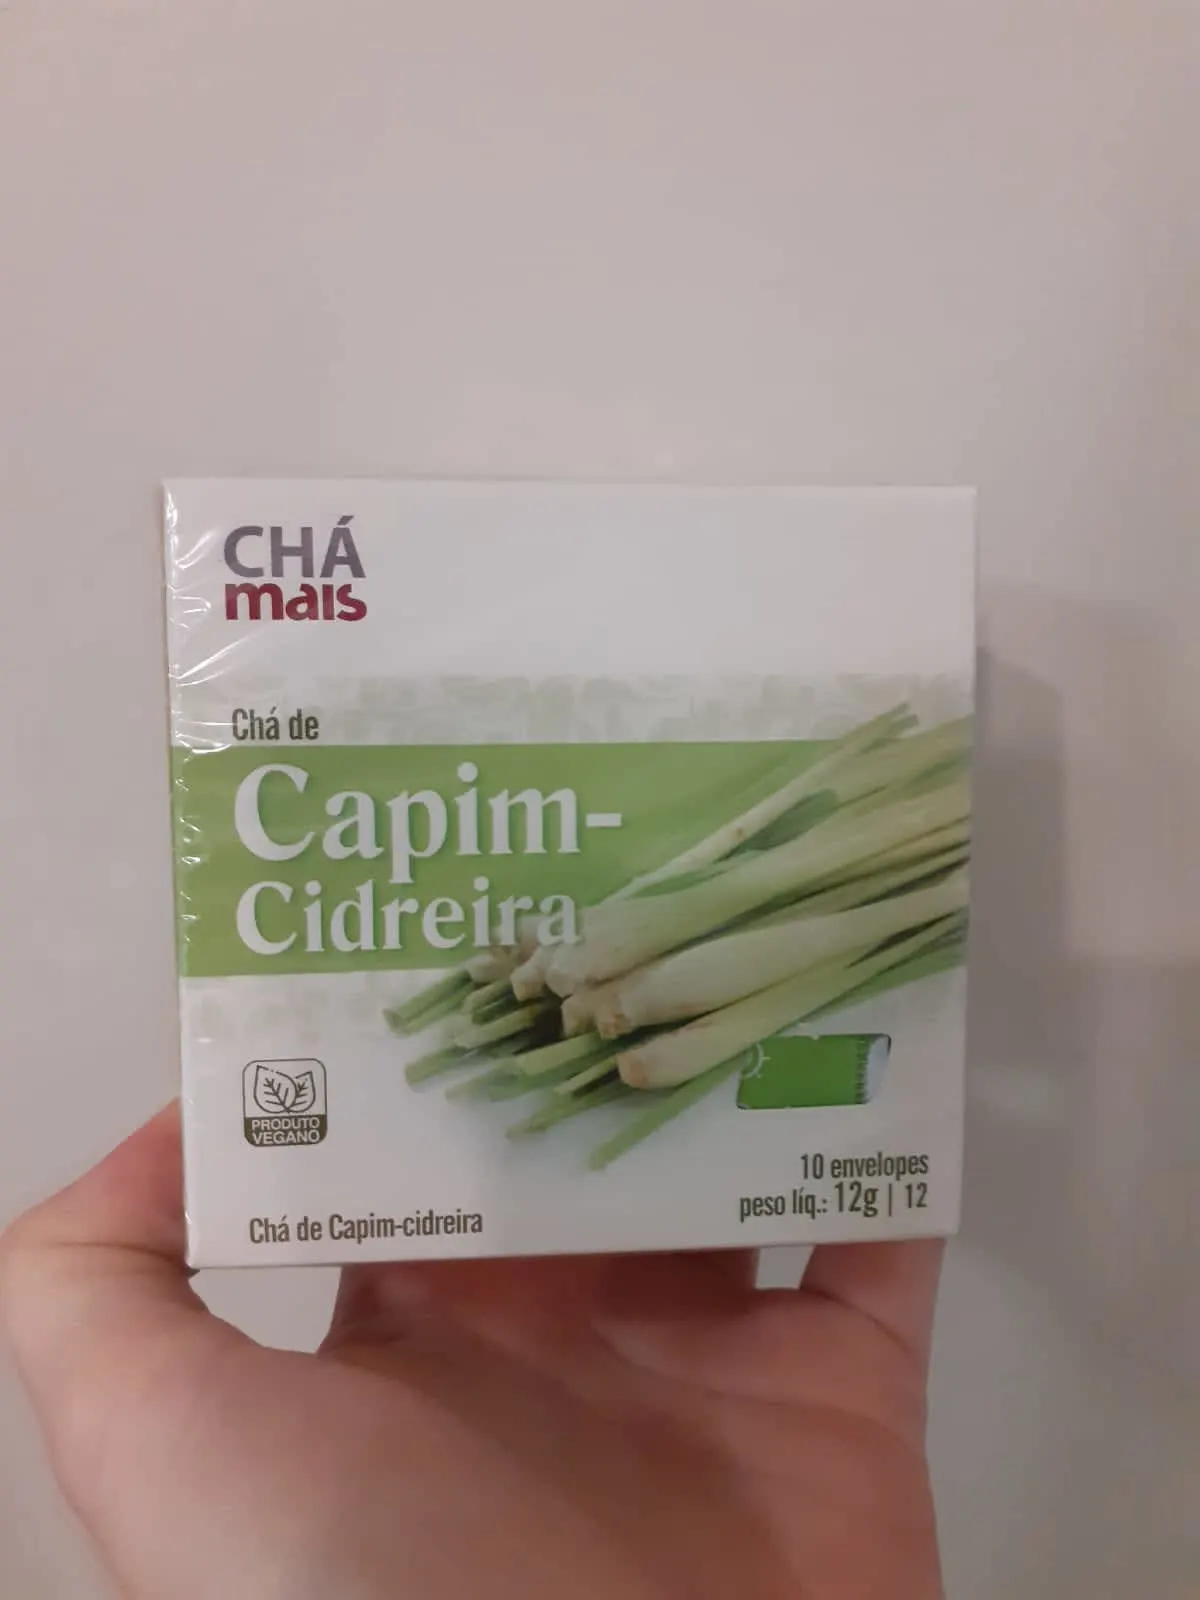 CHÁ
mais
Chá de
Capim-
Cidreira
PRODUTO
VEGANO
10 envelopes
peso líq.: 12g | 12
Chá de Capim-cidreira